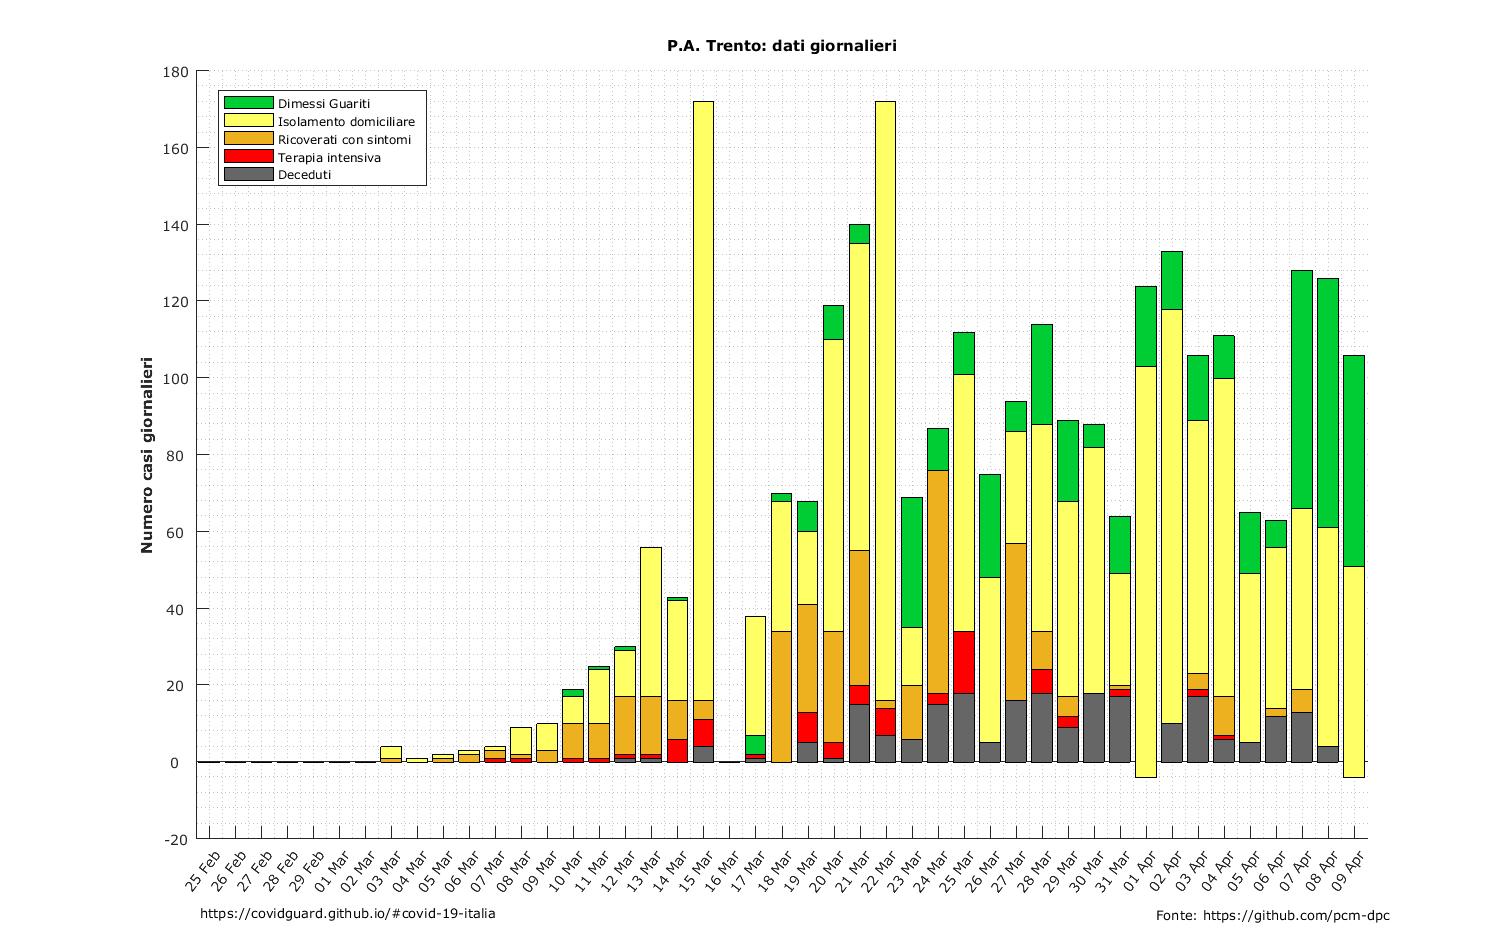 P.A. Trento: dati giornalieri
180
160
140
120
100
80
60
40
20
0
-20
Numero casi giornalieri
Dimessi Guariti
Isolamento domiciliare
Ricoverati con sintomi
Terapia intensiva
Deceduti
25 Feb
26 Feb
27 Feb
28 Feb
29 Feb
01 Mar
02 Mar
03 Mar
04 Mar
05 Mar
06 Mar
07 Mar
08 Mar
09 Mar
10 Mar
11 Mar
12 Mar
13 Mar
14 Mar
15 Mar
16 Mar
17 Mar
18 Mar
19 Mar
20 Mar
21 Mar
22 Mar
23 Mar
24 Mar
25 Mar
26 Mar
27 Mar
28 Mar
29 Mar
30 Mar
31 Mar
01 Apr
02 Apr
03 Apr
04 Apr
05 Apr
06 Apr
07 Apr
08 Apr
09 Apr
https://covidguard.github.io/#covid-19-italia
Fonte: https://github.com/pcm-dpc